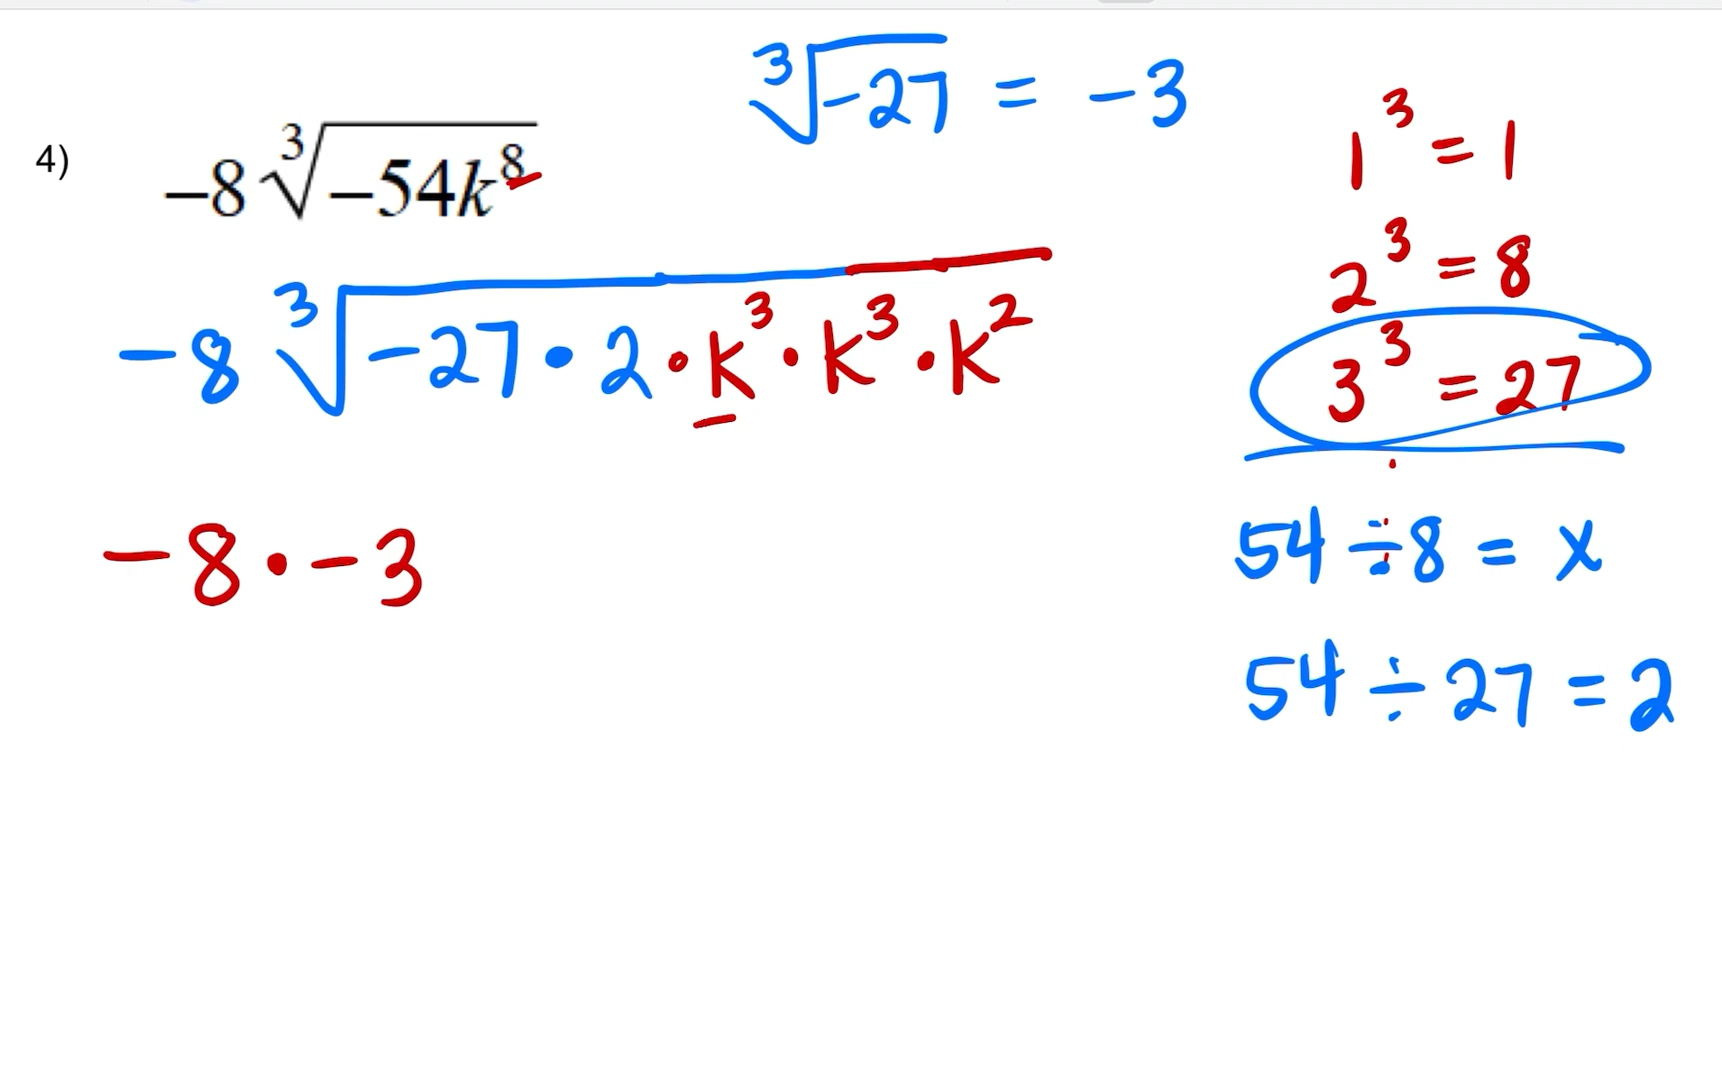 ∛-27 = -3
4) -8∛-54k⁸
1³ = 1
2³ = 8
-8∛-27 · 2 · k³ · k³ · k²
3³ = 27
-8 · -3
54 ÷ 8 = x
54 ÷ 27 = 2